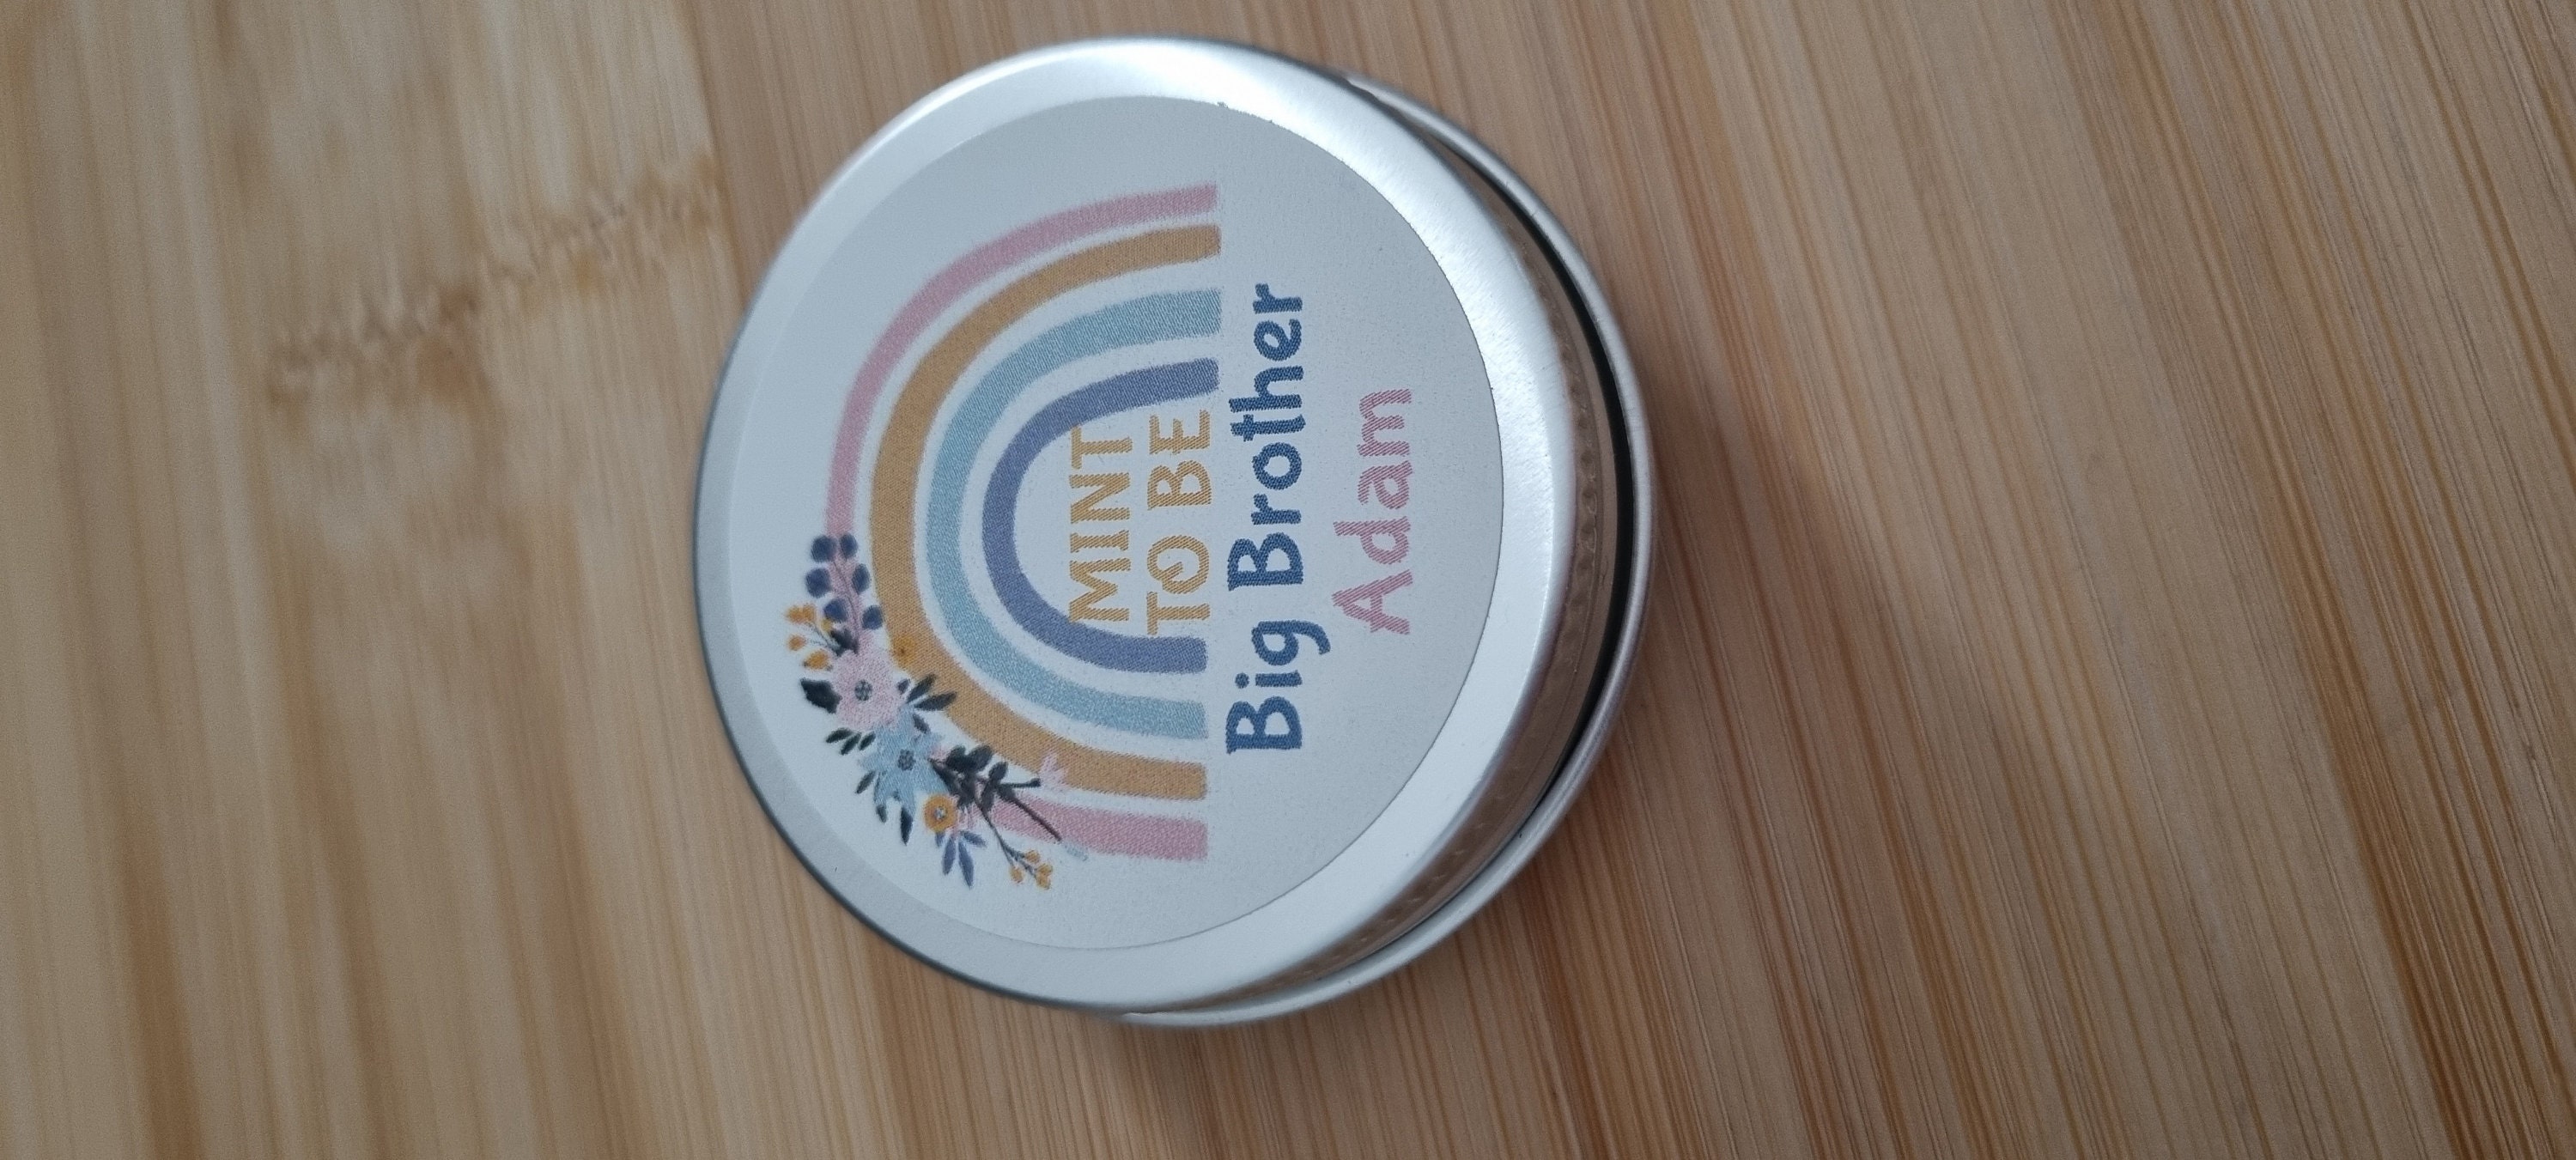 MINT
TO BE
Big Brother
Adam